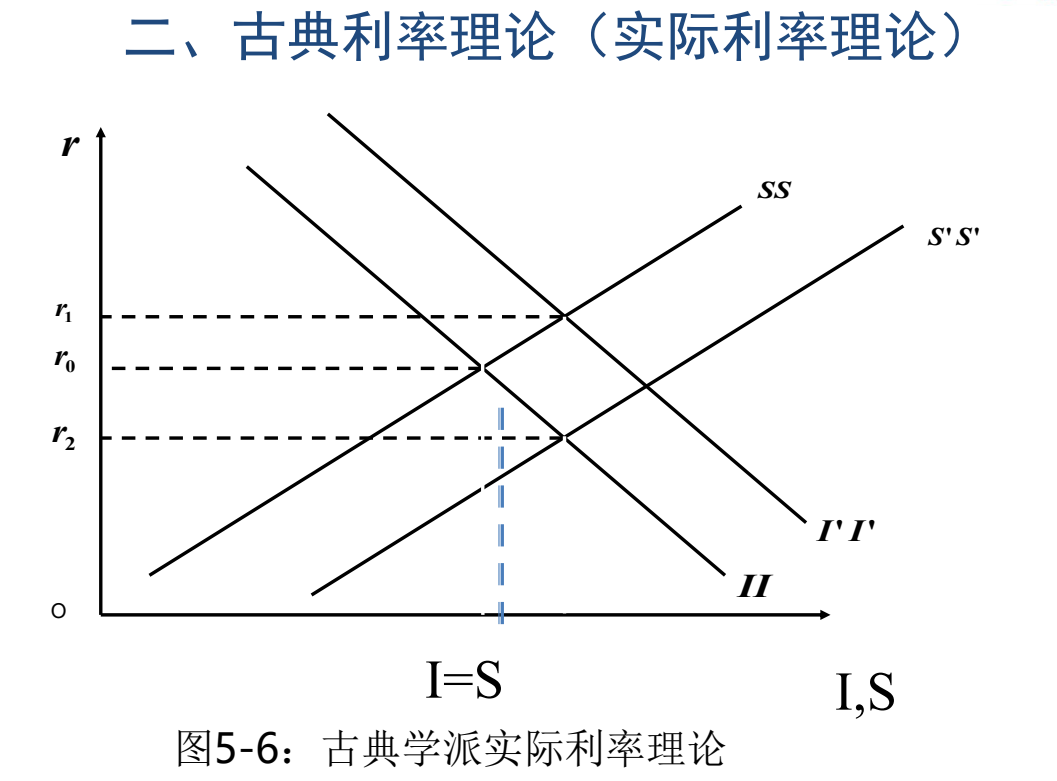 二、古典利率理论（实际利率理论）
r
SS
S'S'
r₁
r₀
r₂
I'I'
II
O
I=S
I,S
图5-6：古典学派实际利率理论